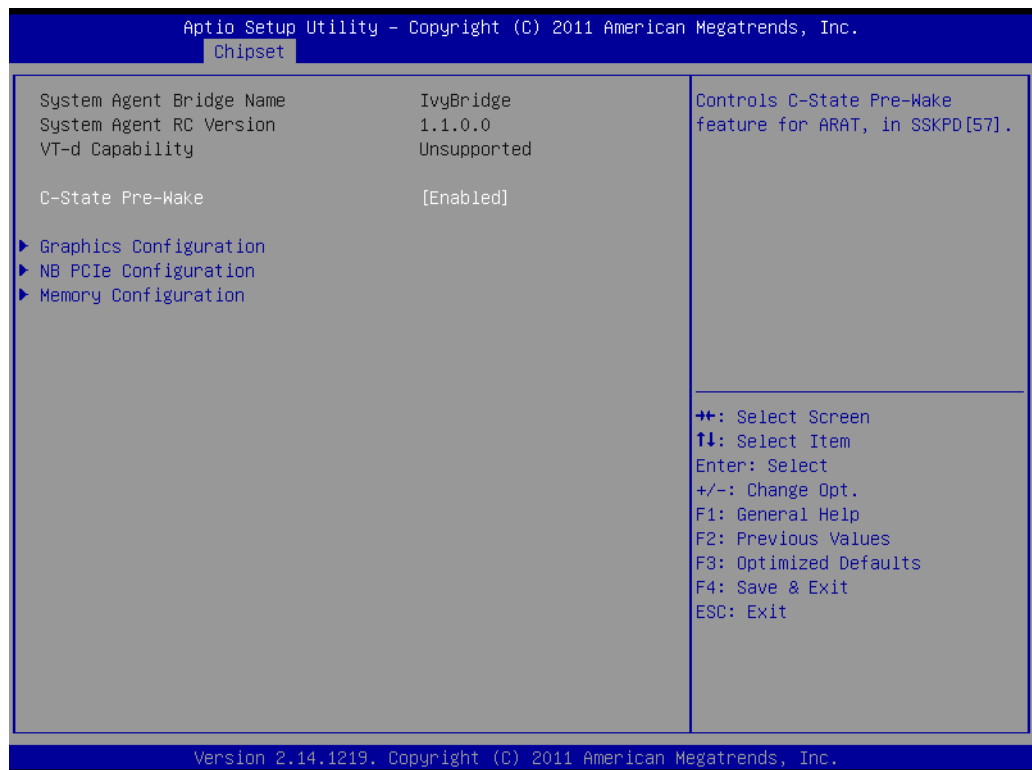 Aptio Setup Utility – Copyright (C) 2011 American Megatrends, Inc.
Chipset
System Agent Bridge Name IvyBridge
System Agent RC Version 1.1.0.0
VT-d Capability Unsupported
C-State Pre-Wake [Enabled]
Graphics Configuration
NB PCIe Configuration
Memory Configuration
Controls C-State Pre-Wake
feature for ARAT, in SSKPD[57].
→←: Select Screen
↑↓: Select Item
Enter: Select
+/-: Change Opt.
F1: General Help
F2: Previous Values
F3: Optimized Defaults
F4: Save & Exit
ESC: Exit
Version 2.14.1219. Copyright (C) 2011 American Megatrends, Inc.